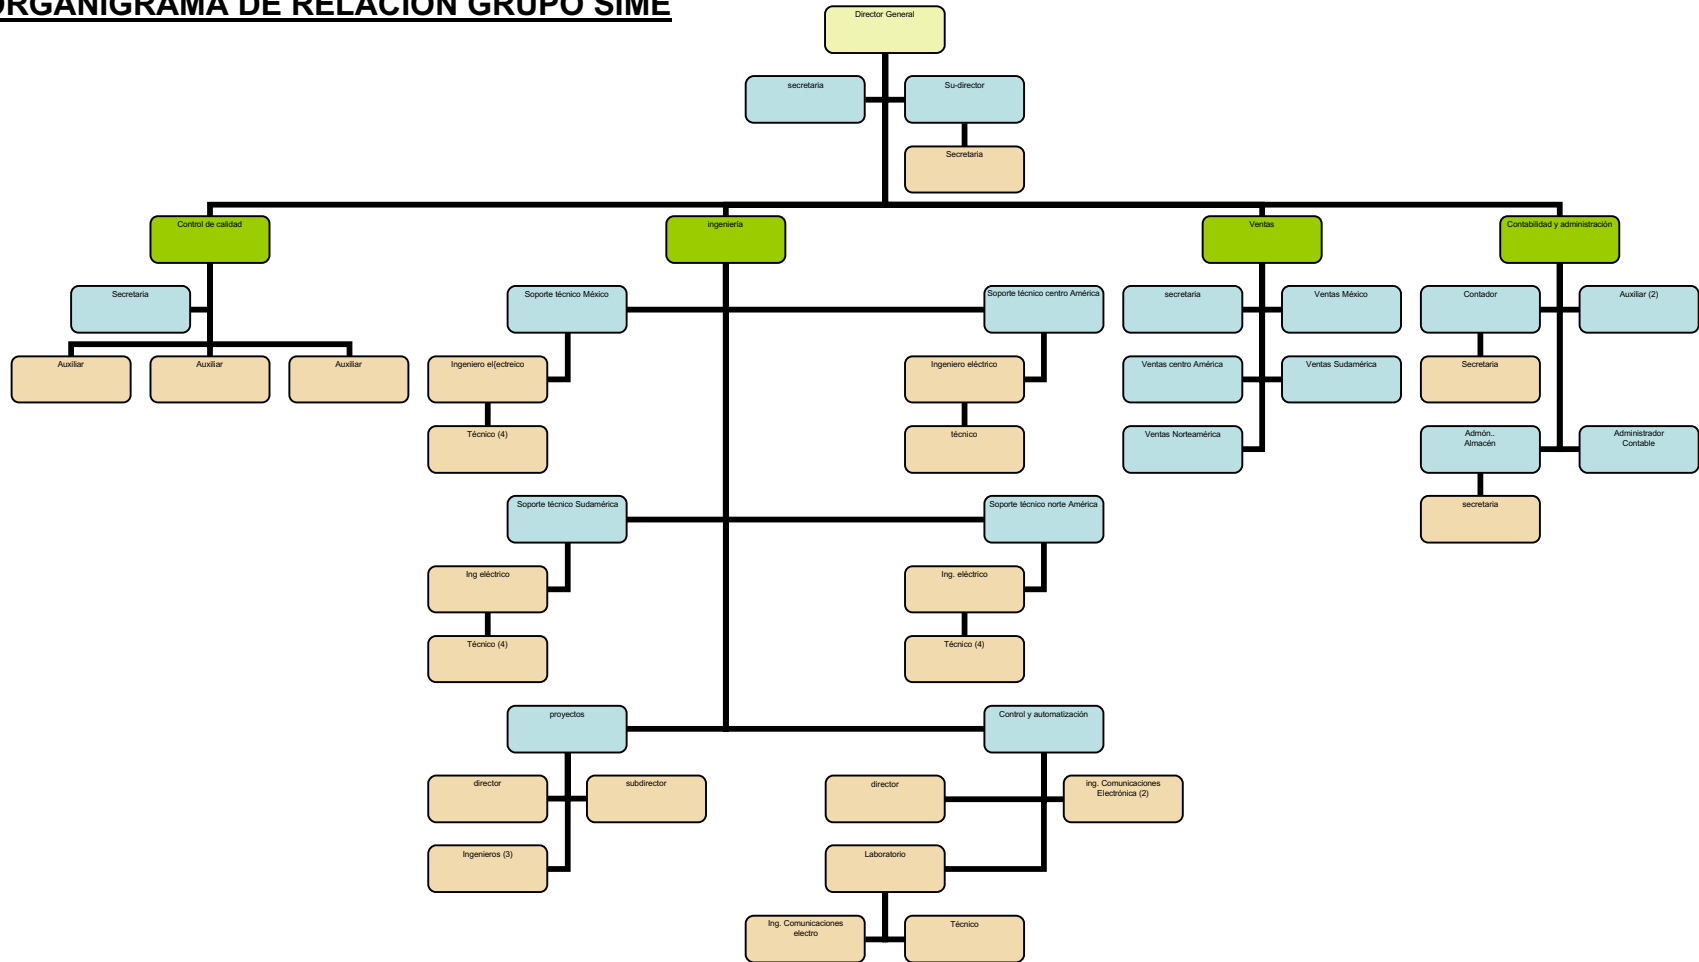 ORGANIGRAMA DE RELACION GRUPO SIME
Director General
secretaria
Su-director
Secretaria
Control de calidad
ingeniería
Ventas
Contabilidad y administración
Secretaria
Soporte técnico México
Soporte técnico centro América
secretaria
Ventas México
Contador
Auxiliar (2)
Auxiliar
Auxiliar
Auxiliar
Ingeniero el{ectreico
Ingeniero eléctrico
Ventas centro América
Ventas Sudamérica
Secretaria
Técnico (4)
técnico
Ventas Norteamérica
Admón..
Almacén
Administrador
Contable
Soporte técnico Sudamérica
Soporte técnico norte América
secretaria
Ing eléctrico
Ing. eléctrico
Técnico (4)
Técnico (4)
proyectos
Control y automatización
director
subdirector
director
ing. Comunicaciones
Electrónica (2)
Ingenieros (3)
Laboratorio
Ing. Comunicaciones
electro
Técnico